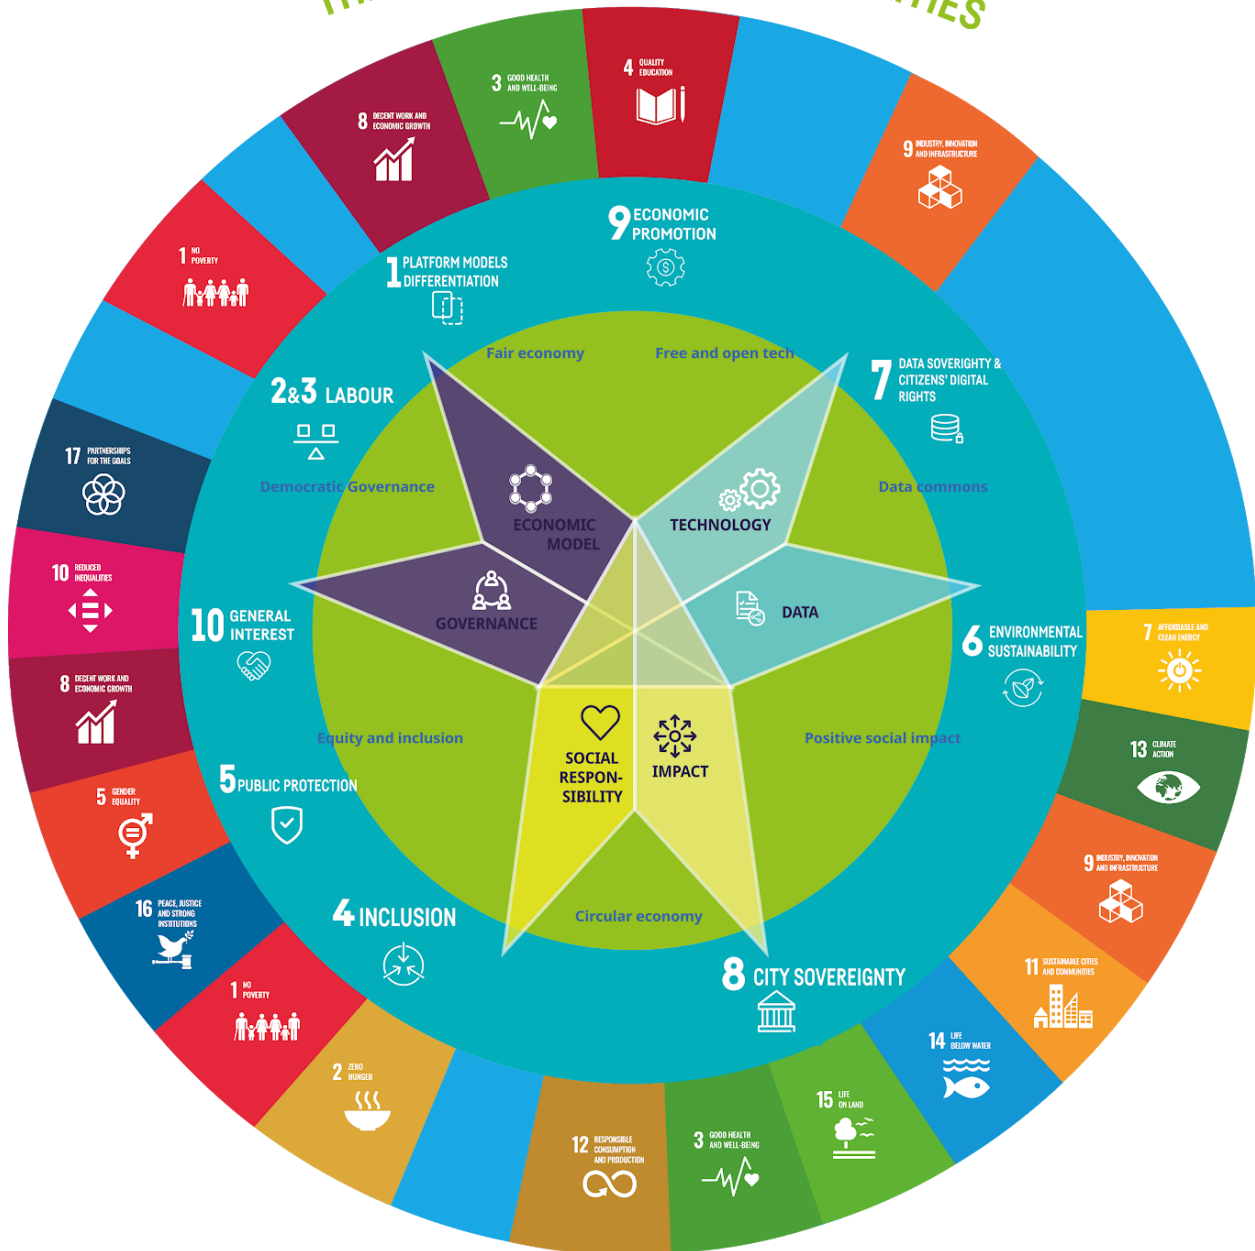 4 QUALITY
EDUCATION
9 INDUSTRY, INNOVATION
AND INFRASTRUCTURE
7 AFFORDABLE AND
CLEAN ENERGY
13 CLIMATE
ACTION
9 INDUSTRY, INNOVATION
AND INFRASTRUCTURE
11 SUSTAINABLE CITIES
AND COMMUNITIES
14 LIFE
BELOW WATER
15 LIFE
ON LAND
3 GOOD HEALTH
AND WELL-BEING
12 RESPONSIBLE
CONSUMPTION
AND PRODUCTION
2 ZERO
HUNGER
1 NO
POVERTY
16 PEACE, JUSTICE
AND STRONG
INSTITUTIONS
5 GENDER
EQUALITY
8 DECENT WORK AND
ECONOMIC GROWTH
10 REDUCED
INEQUALITIES
17 PARTNERSHIPS
FOR THE GOALS
1 NO
POVERTY
8 DECENT WORK AND
ECONOMIC GROWTH
3 GOOD HEALTH
AND WELL-BEING
9 ECONOMIC
PROMOTION
1 PLATFORM MODELS
DIFFERENTIATION
7 DATA SOVERIGHTY &
CITIZENS' DIGITAL
RIGHTS
2&3 LABOUR
10 GENERAL
INTEREST
6 ENVIRONMENTAL
SUSTAINABILITY
5 PUBLIC PROTECTION
4 INCLUSION
8 CITY SOVEREIGNTY
Fair economy
Free and open tech
Democratic Governance
Data commons
Equity and inclusion
Positive social impact
Circular economy
ECONOMIC
MODEL
TECHNOLOGY
GOVERNANCE
DATA
SOCIAL
RESPON-
SIBILITY
IMPACT